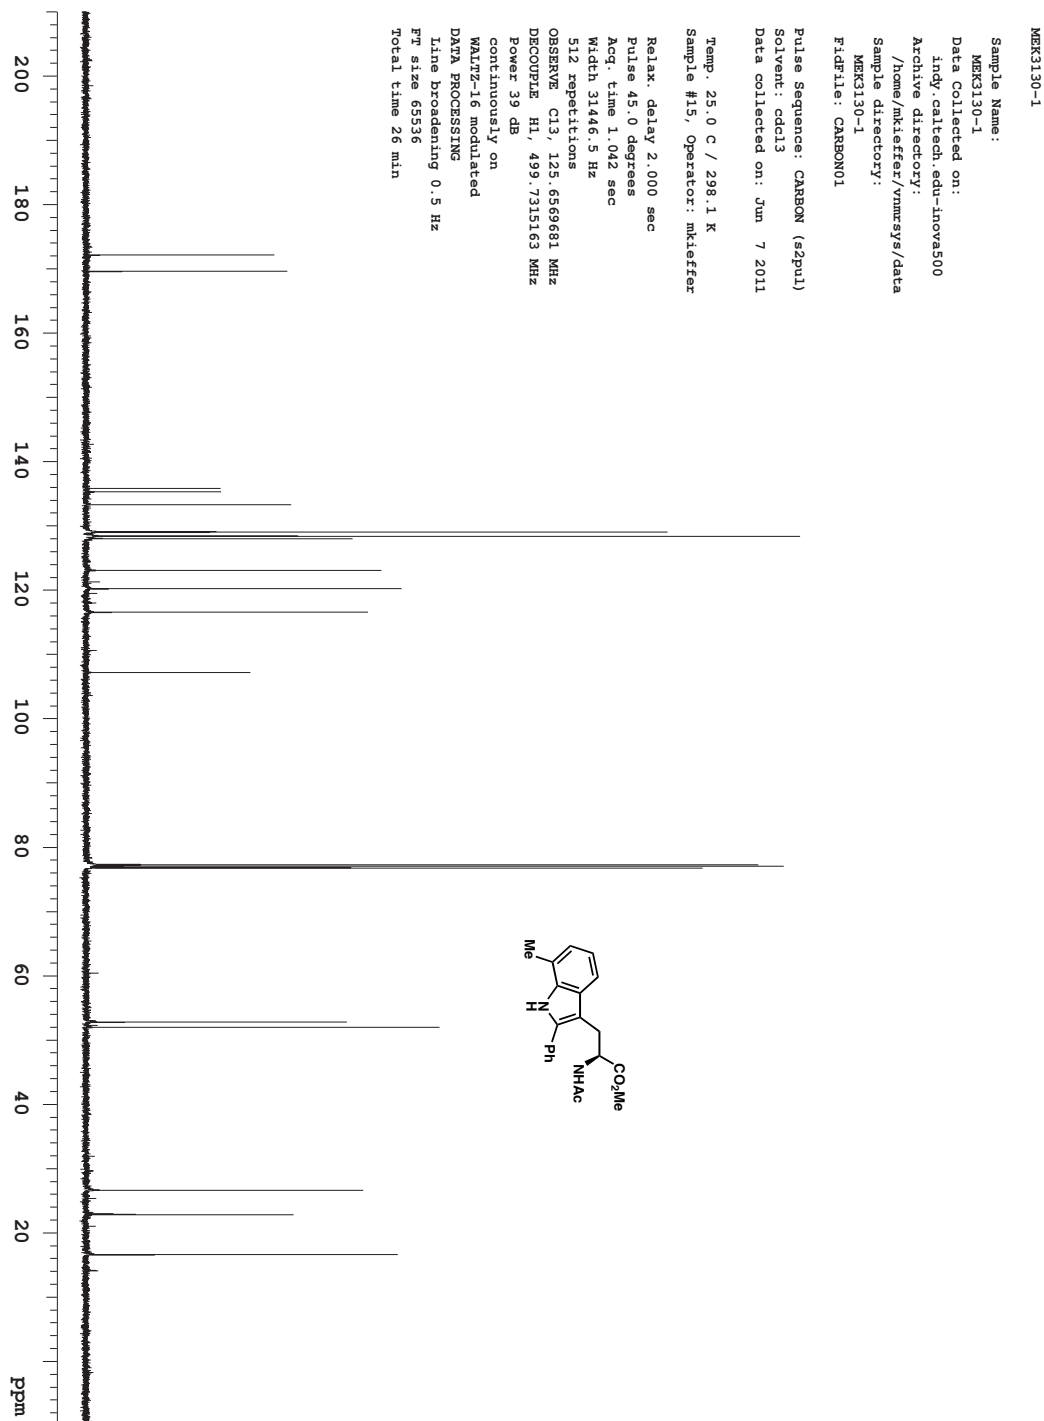 MEK3130-1
Sample Name:
MEK3130-1
Data Collected on:
indy.caltech.edu-inova500
Archive directory:
/home/mkieffer/vnmrsys/data
Sample directory:
MEK3130-1
FidFile: CARBON01
Pulse Sequence: CARBON (s2pul)
Solvent: cdcl3
Data collected on: Jun 7 2011
Temp. 25.0 C / 298.1 K
Sample #15, Operator: mkieffer
Relax. delay 2.000 sec
Pulse 45.0 degrees
Acq. time 1.042 sec
Width 31446.5 Hz
512 repetitions
OBSERVE C13, 125.6569681 MHz
DECOUPLE H1, 499.7315163 MHz
Power 39 dB
continuously on
WALTZ-16 modulated
DATA PROCESSING
Line broadening 0.5 Hz
FT size 65536
Total time 26 min
CO2Me
NHAc
Ph
N
H
Me
200 180 160 140 120 100 80 60 40 20 ppm